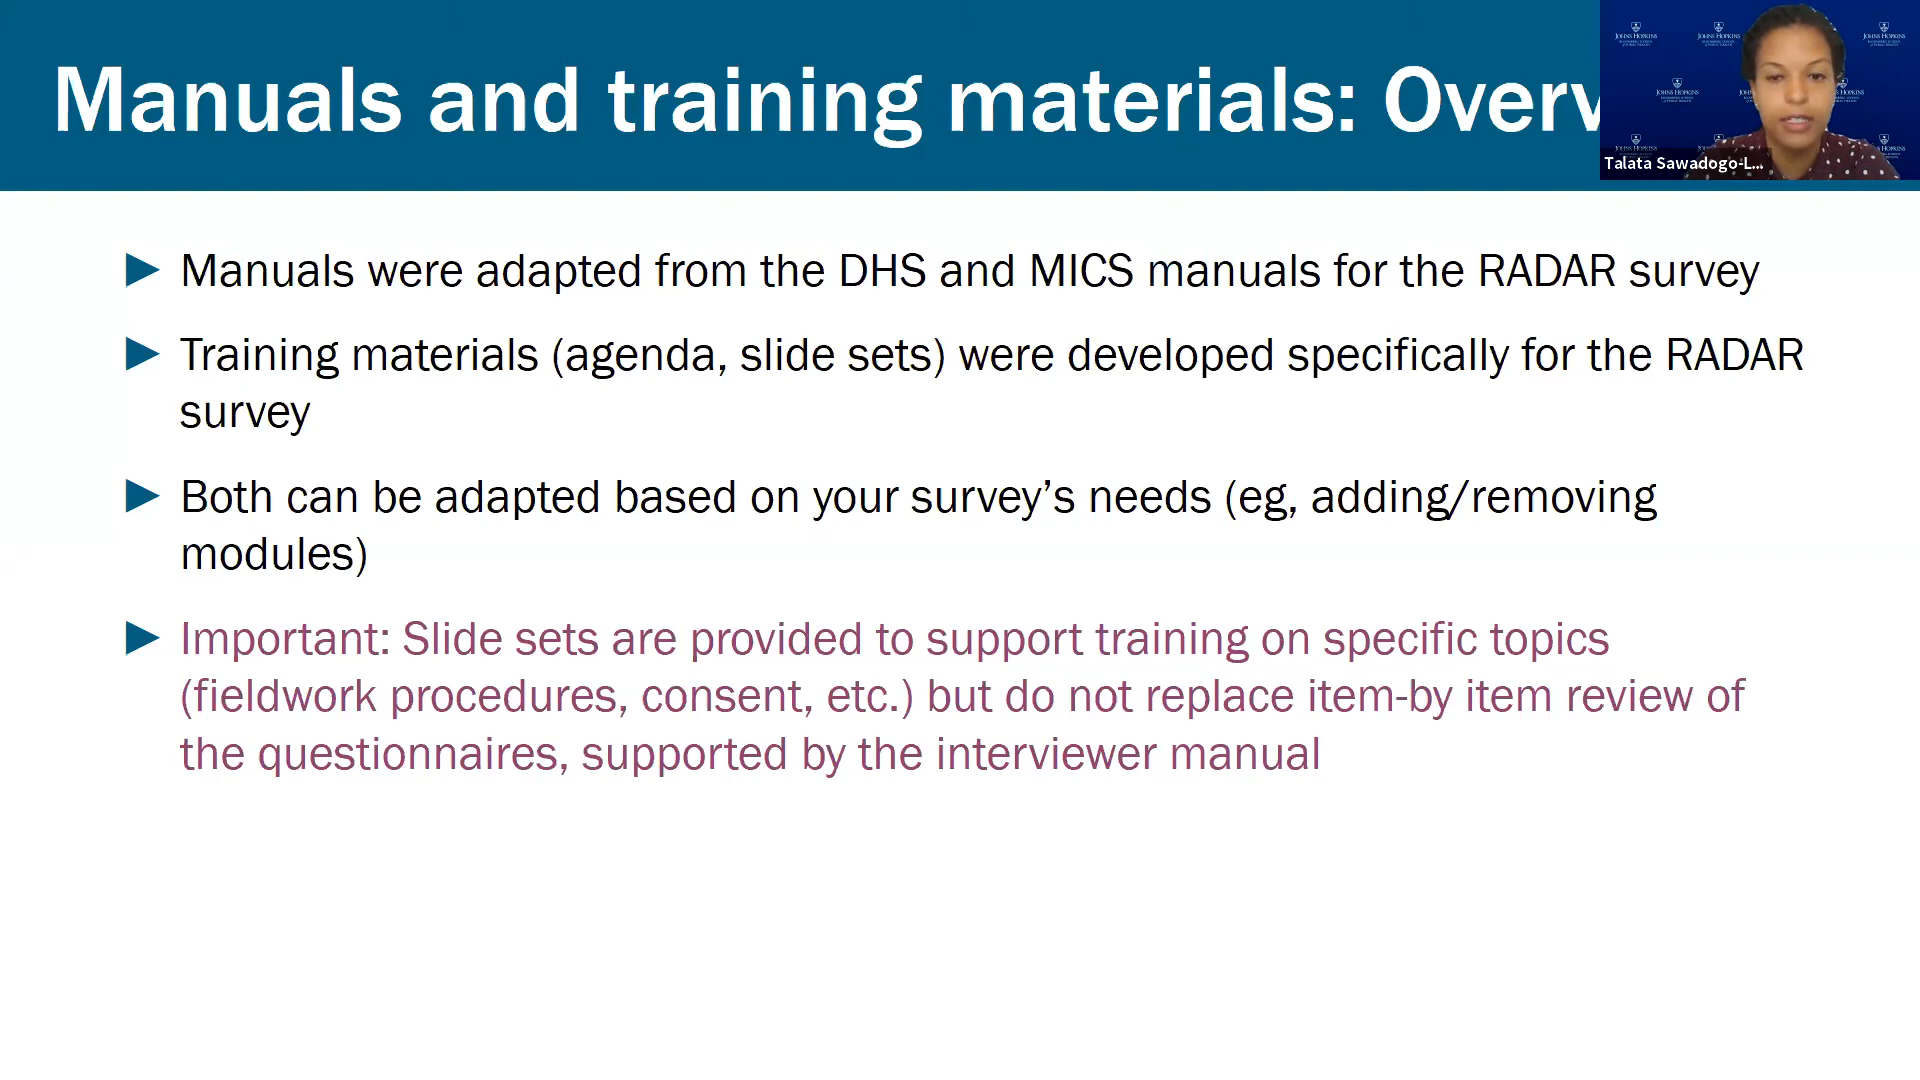 Manuals and training materials: Overv
Talata Sawadogo-L...
Manuals were adapted from the DHS and MICS manuals for the RADAR survey
Training materials (agenda, slide sets) were developed specifically for the RADAR
survey
Both can be adapted based on your survey’s needs (eg, adding/removing
modules)
Important: Slide sets are provided to support training on specific topics
(fieldwork procedures, consent, etc.) but do not replace item-by item review of
the questionnaires, supported by the interviewer manual